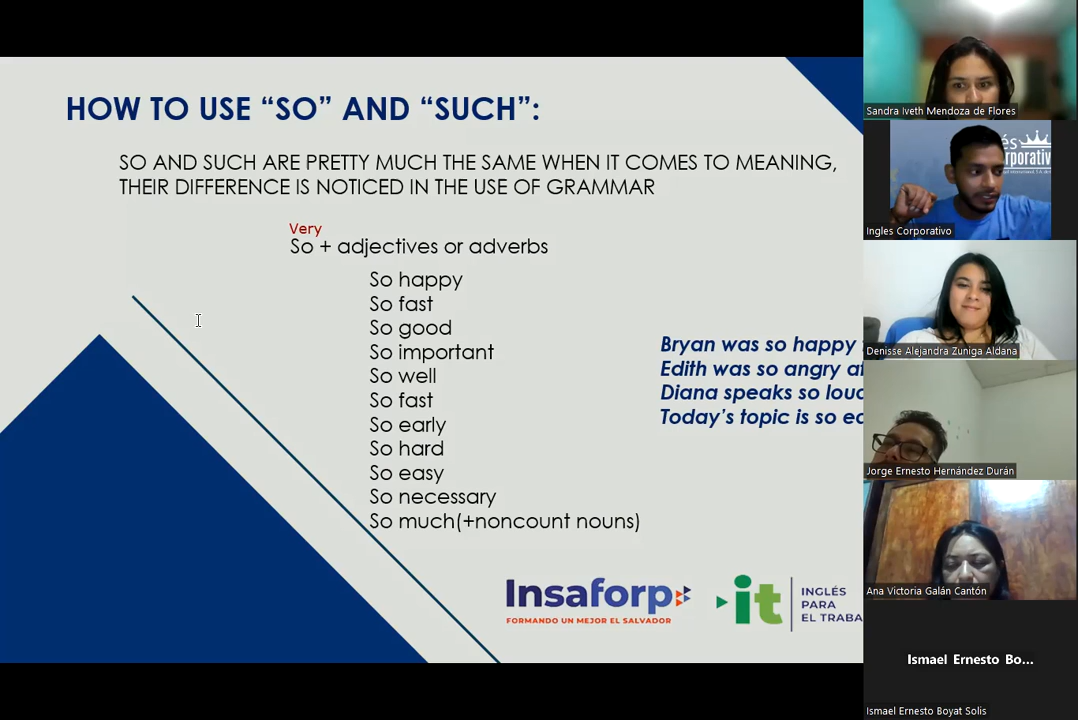 HOW TO USE “SO” AND “SUCH”:
SO AND SUCH ARE PRETTY MUCH THE SAME WHEN IT COMES TO MEANING,
THEIR DIFFERENCE IS NOTICED IN THE USE OF GRAMMAR
Very
So + adjectives or adverbs
So happy
So fast
So good
So important
So well
So fast
So early
So hard
So easy
So necessary
So much(+noncount nouns)
Bryan was so happy
Edith was so angry
Diana speaks so
Today’s topic is so
Insaforp
FORMANDO UN MEJOR EL SALVADOR
it
INGLÉS
PARA
EL
Sandra Iveth Mendoza de Flores
Ingles Corporativo
Denisse Alejandra Zuniga Aldana
Jorge Ernesto Hernández Durán
Ana Victoria Galán Cantón
Ismael Ernesto Bo...
Ismael Ernesto Boyat Solis